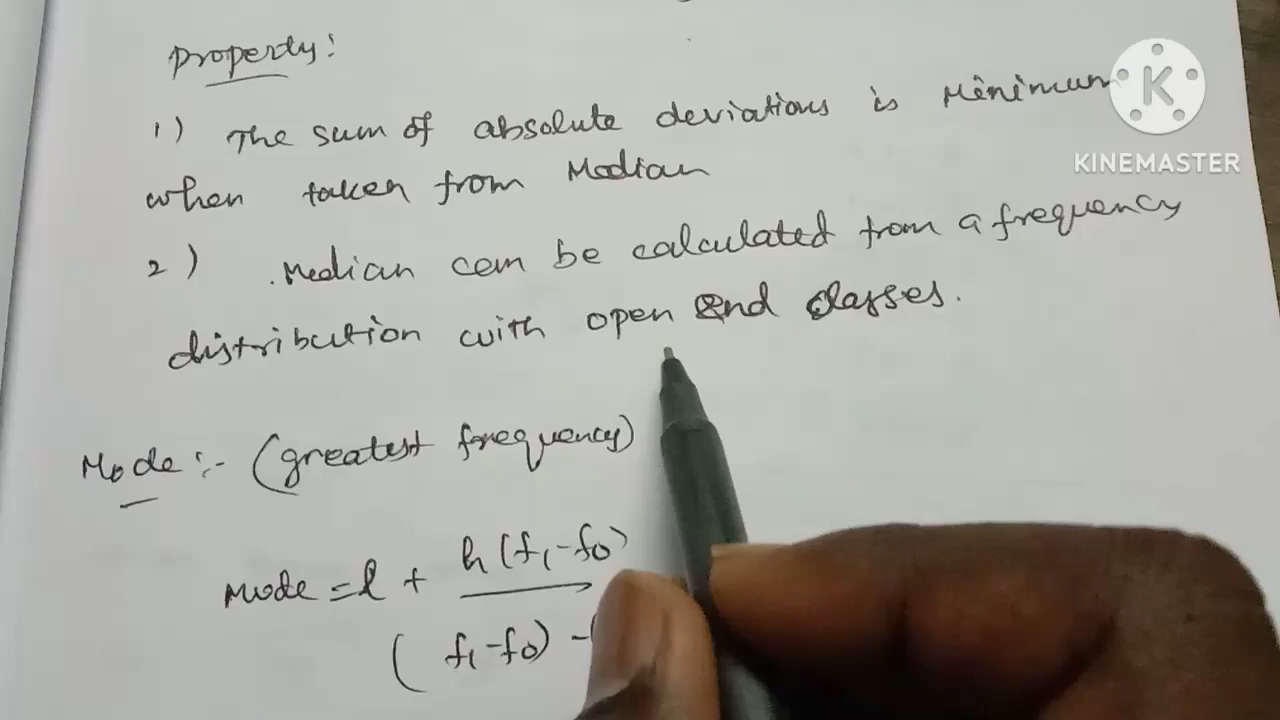 Property:
1) The sum of absolute deviations is Minimum
when taken from Median
2) . Median can be calculated from a frequency
distribution with open end classes.
Mode :- (greatest frequency)
Mode = l + h (f1 - f0)
( f1 - f0) - (
K
KINEMASTER